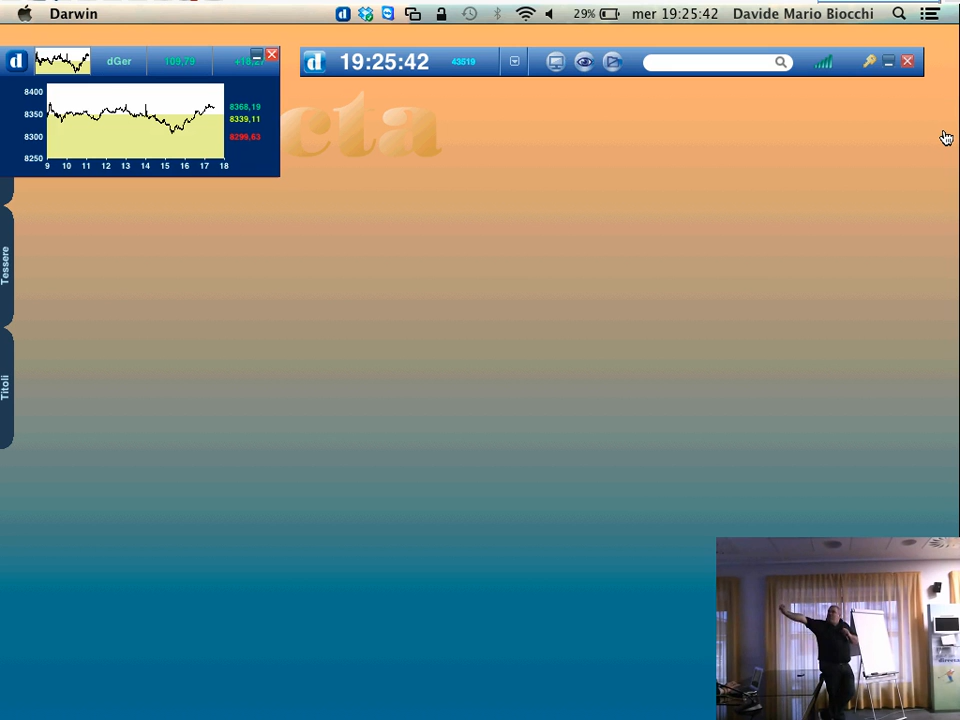 Darwin
29%
mer 19:25:42
Davide Mario Biocchi
d
dGer
109,79
d
19:25:42
43519
8400
8350
8300
8250
8368,19
8339,11
8299,63
9 10 11 12 13 14 15 16 17 18
cta
Tessere
Titoli
directa